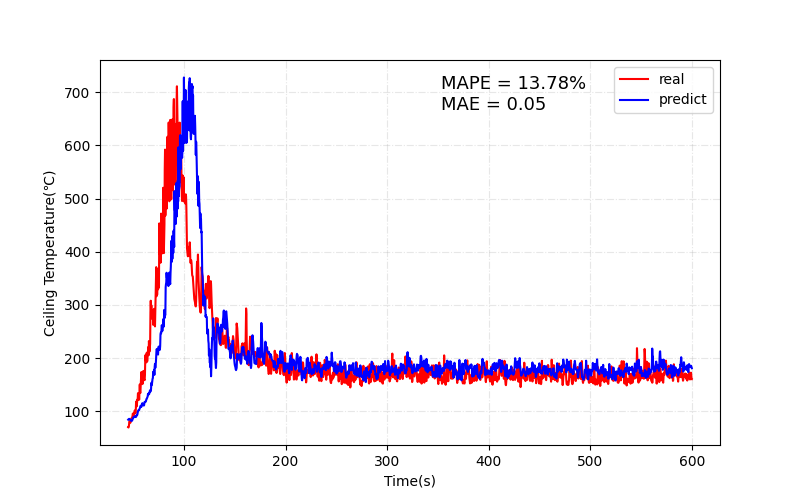 MAPE = 13.78%
MAE = 0.05
real
predict
700
600
500
400
300
200
100
Ceiling Temperature(℃)
100 200 300 400 500 600
Time(s)